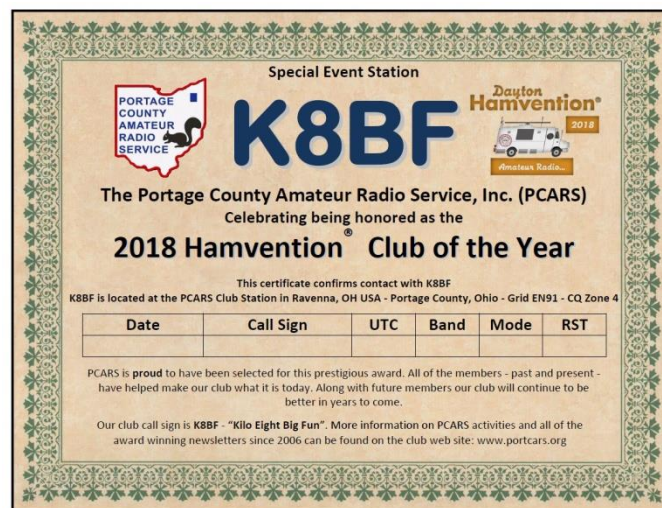 Special Event Station
PORTAGE
COUNTY
AMATEUR
RADIO
SERVICE
K8BF
Dayton
Hamvention®
2018
Amateur Radio...
The Portage County Amateur Radio Service, Inc. (PCARS)
Celebrating being honored as the
2018 Hamvention® Club of the Year
This certificate confirms contact with K8BF
K8BF is located at the PCARS Club Station in Ravenna, OH USA - Portage County, Ohio - Grid EN91 - CQ Zone 4
Date Call Sign UTC Band Mode RST
PCARS is proud to have been selected for this prestigious award. All of the members - past and present -
have helped make our club what it is today. Along with future members our club will continue to be
better in years to come.
Our club call sign is K8BF - “Kilo Eight Big Fun”. More information on PCARS activities and all of the
award winning newsletters since 2006 can be found on the club web site: www.portcars.org